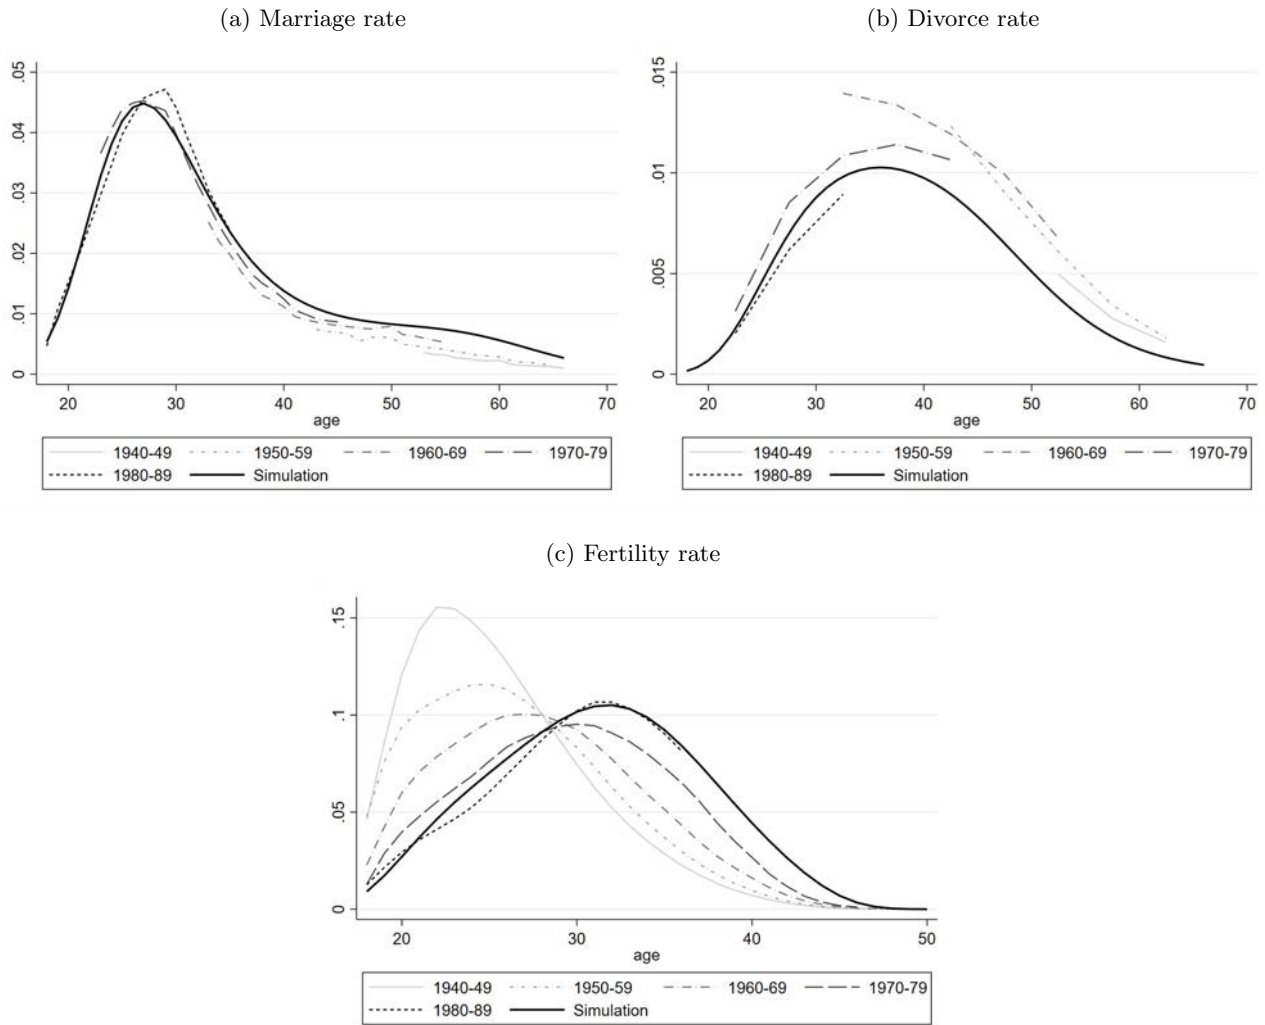 (a) Marriage rate
.05
.04
.03
.02
.01
0
20 30 40 50 60 70
age
1940-49 1950-59 1960-69 1970-79
1980-89 Simulation
(b) Divorce rate
.015
.01
.005
0
20 30 40 50 60 70
age
1940-49 1950-59 1960-69 1970-79
1980-89 Simulation
(c) Fertility rate
.15
.1
.05
0
20 30 40 50
age
1940-49 1950-59 1960-69 1970-79
1980-89 Simulation